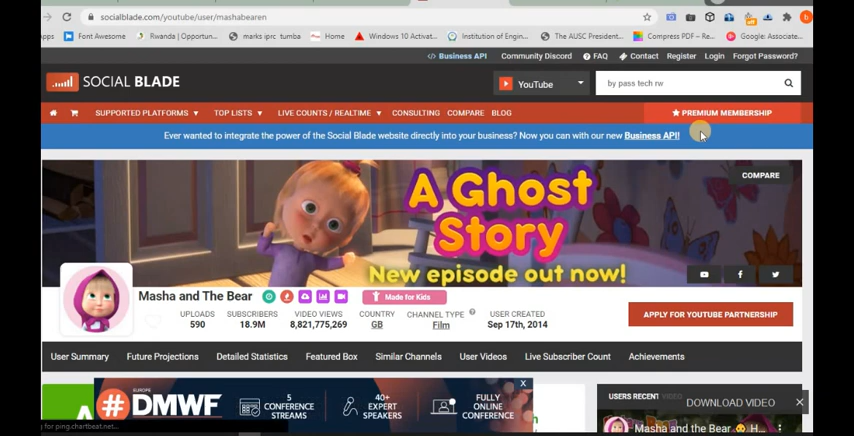 socialblade.com/youtube/user/mashabearen
pps Font Awesome Rwanda | Opportun... marks iprc tumba Home Windows 10 Activat... Institution of Engin... The AUSC President... Compress PDF – Re... Google: Associate...
</> Business API Community Discord FAQ Contact Register Login Forgot Password?
SOCIAL BLADE YouTube by pass tech rw
SUPPORTED PLATFORMS TOP LISTS LIVE COUNTS / REALTIME CONSULTING COMPARE BLOG PREMIUM MEMBERSHIP
Ever wanted to integrate the power of the Social Blade website directly into your business? Now you can with our new Business API!
COMPARE
A Ghost
Story
New episode out now!
Masha and The Bear Made for Kids
UPLOADS SUBSCRIBERS VIDEO VIEWS COUNTRY CHANNEL TYPE USER CREATED
590 18.9M 8,821,775,269 GB Film Sep 17th, 2014
APPLY FOR YOUTUBE PARTNERSHIP
User Summary Future Projections Detailed Statistics Featured Box Similar Channels User Videos Live Subscriber Count Achievements
X
EUROPE
#DMWF
5
CONFERENCE
STREAMS
40+
EXPERT
SPEAKERS
FULLY
ONLINE
CONFERENCE
USERS RECENT VIDEO
DOWNLOAD VIDEO
Masha and the Bear H...
for ping.chartbeat.net...